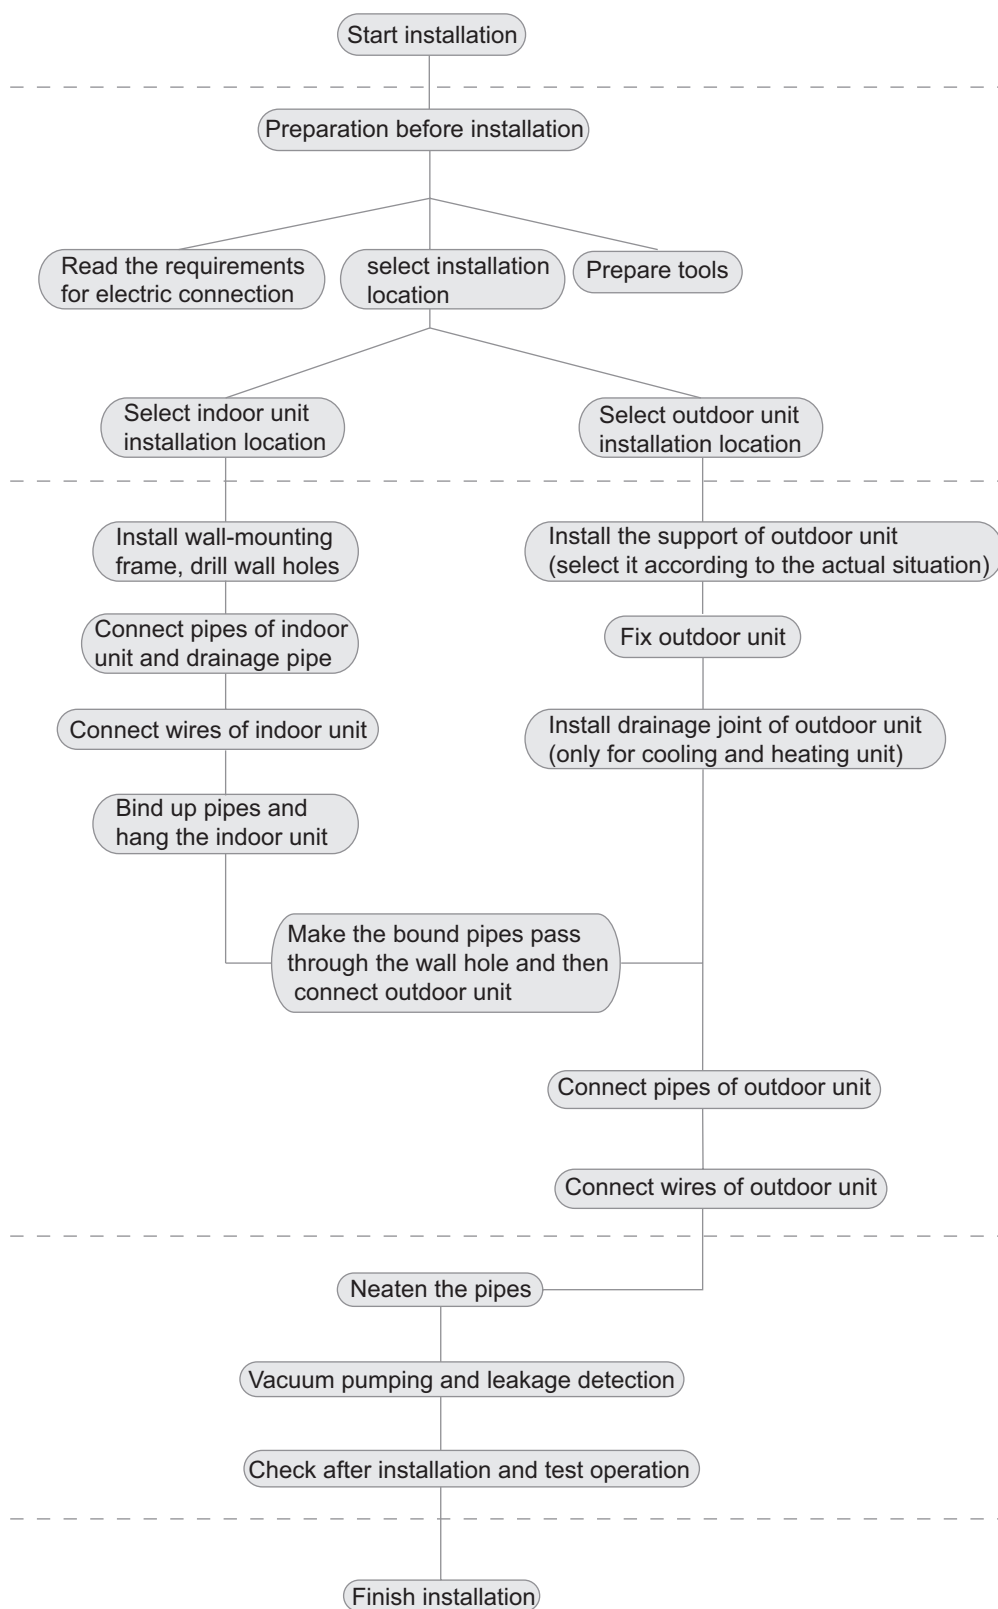 Start installation
Preparation before installation
Read the requirements
for electric connection
select installation
location
Prepare tools
Select indoor unit
installation location
Select outdoor unit
installation location
Install wall-mounting
frame, drill wall holes
Install the support of outdoor unit
(select it according to the actual situation)
Connect pipes of indoor
unit and drainage pipe
Fix outdoor unit
Connect wires of indoor unit
Install drainage joint of outdoor unit
(only for cooling and heating unit)
Bind up pipes and
hang the indoor unit
Make the bound pipes pass
through the wall hole and then
connect outdoor unit
Connect pipes of outdoor unit
Connect wires of outdoor unit
Neaten the pipes
Vacuum pumping and leakage detection
Check after installation and test operation
Finish installation